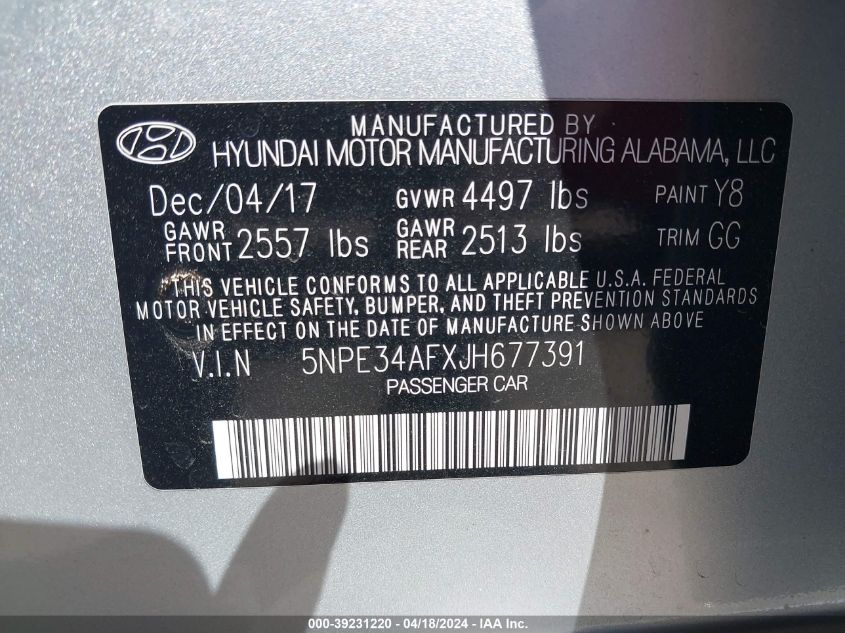 MANUFACTURED BY
HYUNDAI MOTOR MANUFACTURING ALABAMA, LLC
Dec/04/17 GVWR 4497 lbs PAINT Y8
GAWR FRONT 2557 lbs GAWR REAR 2513 lbs TRIM GG
THIS VEHICLE CONFORMS TO ALL APPLICABLE U.S.A. FEDERAL
MOTOR VEHICLE SAFETY, BUMPER, AND THEFT PREVENTION STANDARDS
IN EFFECT ON THE DATE OF MANUFACTURE SHOWN ABOVE.
V.I.N 5NPE34AFXJH677391
PASSENGER CAR
000-39231220 - 04/18/2024 - IAA Inc.